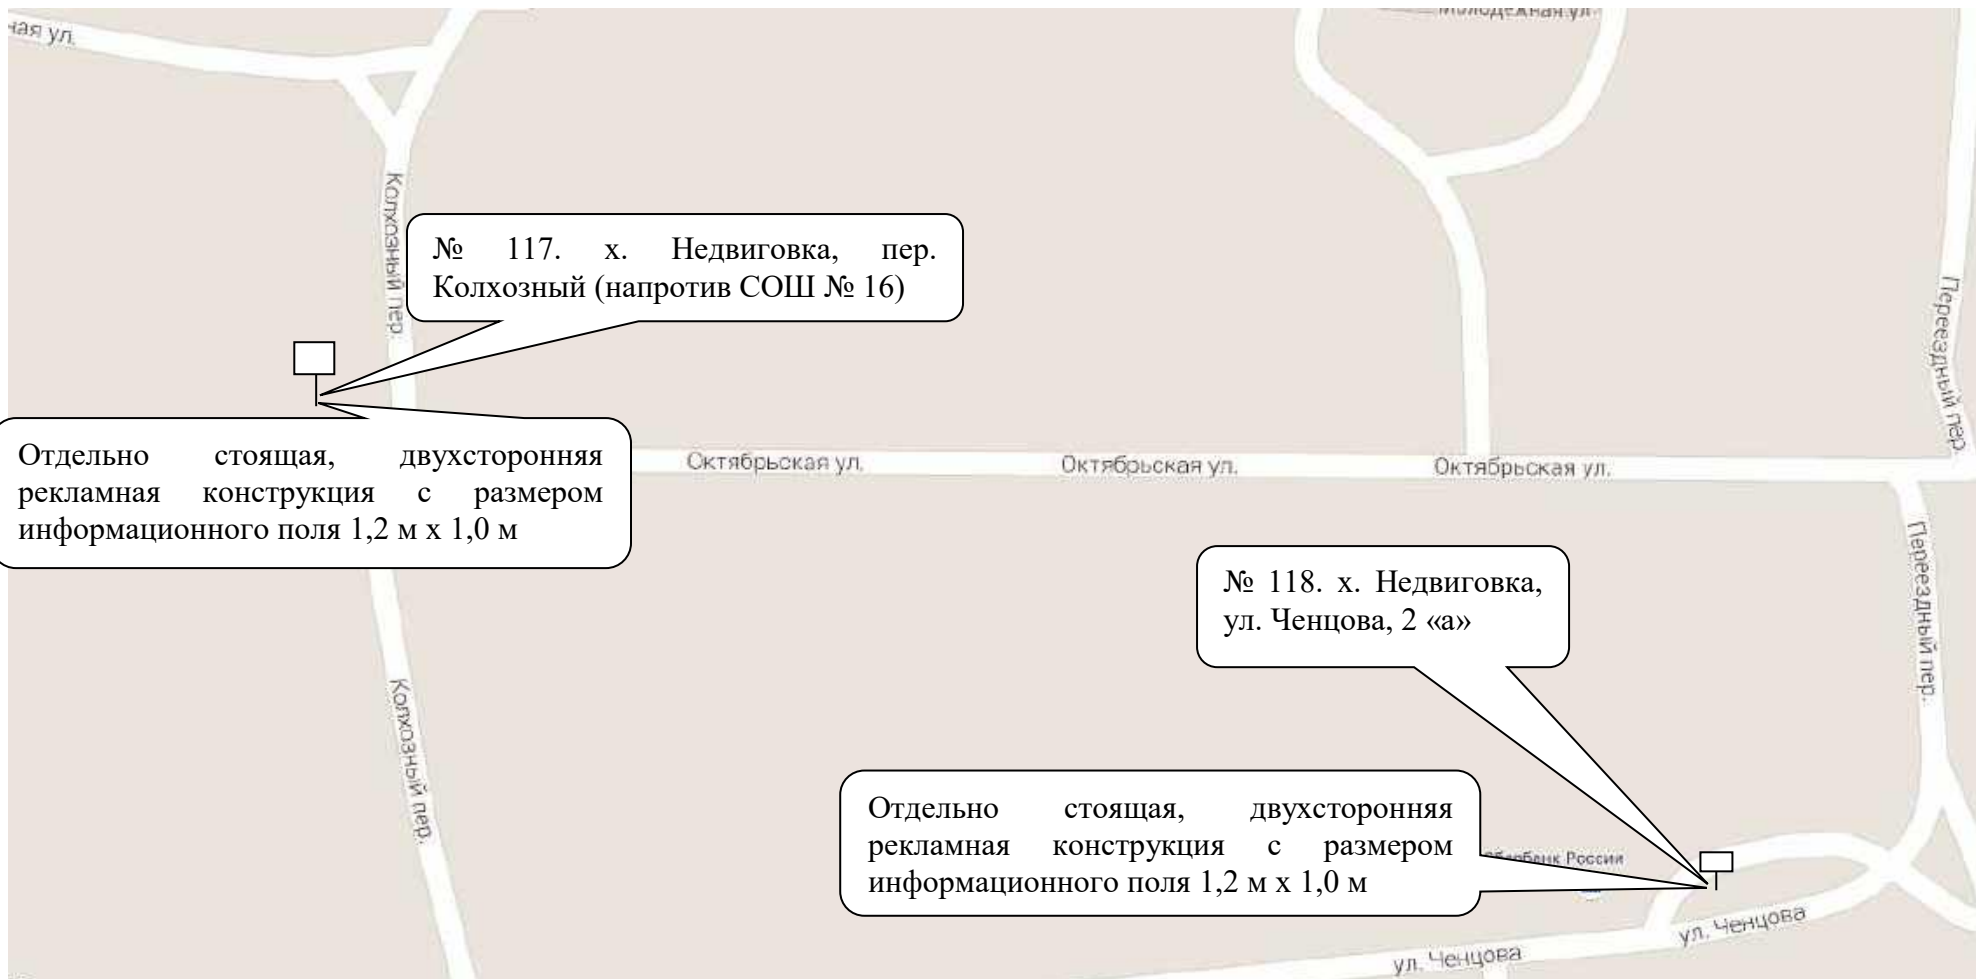 ная ул.
Молодежная ул.
Колхозный пер.
№ 117. х. Недвиговка, пер.
Колхозный (напротив СОШ № 16)
Переездный пер.
Отдельно стоящая, двухсторонняя
рекламная конструкция с размером
информационного поля 1,2 м х 1,0 м
Октябрьская ул.
Октябрьская ул.
Октябрьская ул.
Переездный пер.
№ 118. х. Недвиговка,
ул. Ченцова, 2 «а»
Колхозный пер.
Отдельно стоящая, двухсторонняя
рекламная конструкция с размером
информационного поля 1,2 м х 1,0 м
Сбербанк России
ул. Ченцова
ул. Ченцова